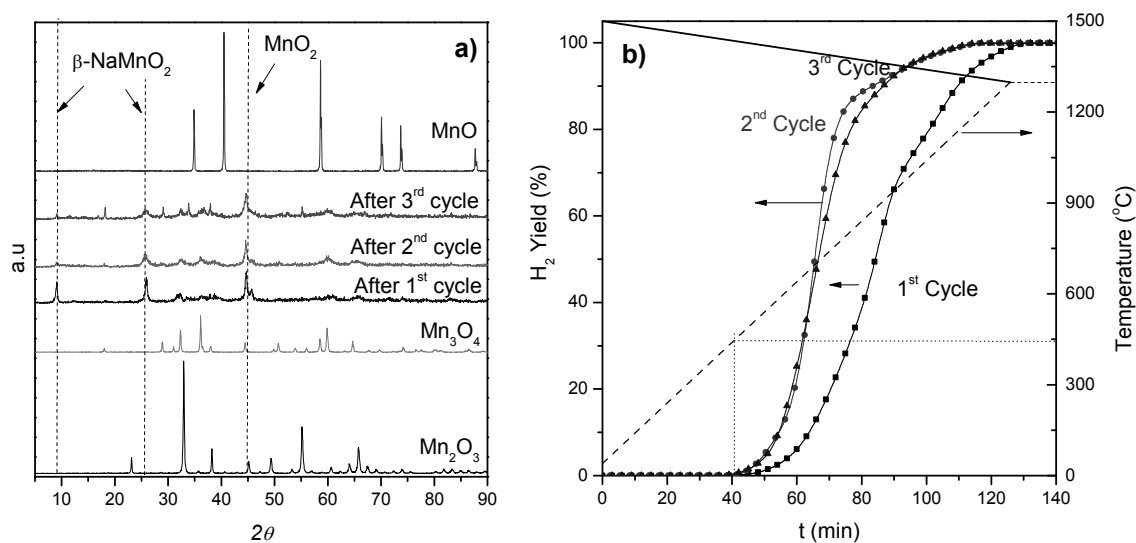 a)
MnO₂
β-NaMnO₂
MnO
After 3ʳᵈ cycle
After 2ⁿᵈ cycle
After 1ˢᵗ cycle
Mn₃O₄
Mn₂O₃
a.u
10 20 30 40 50 60 70 80 90
2θ
b)
3ʳᵈ Cycle
2ⁿᵈ Cycle
1ˢᵗ Cycle
H₂ Yield (%)
100
80
60
40
20
0
0 20 40 60 80 100 120 140
t (min)
1500
1200
900
600
300
0
Temperature (°C)